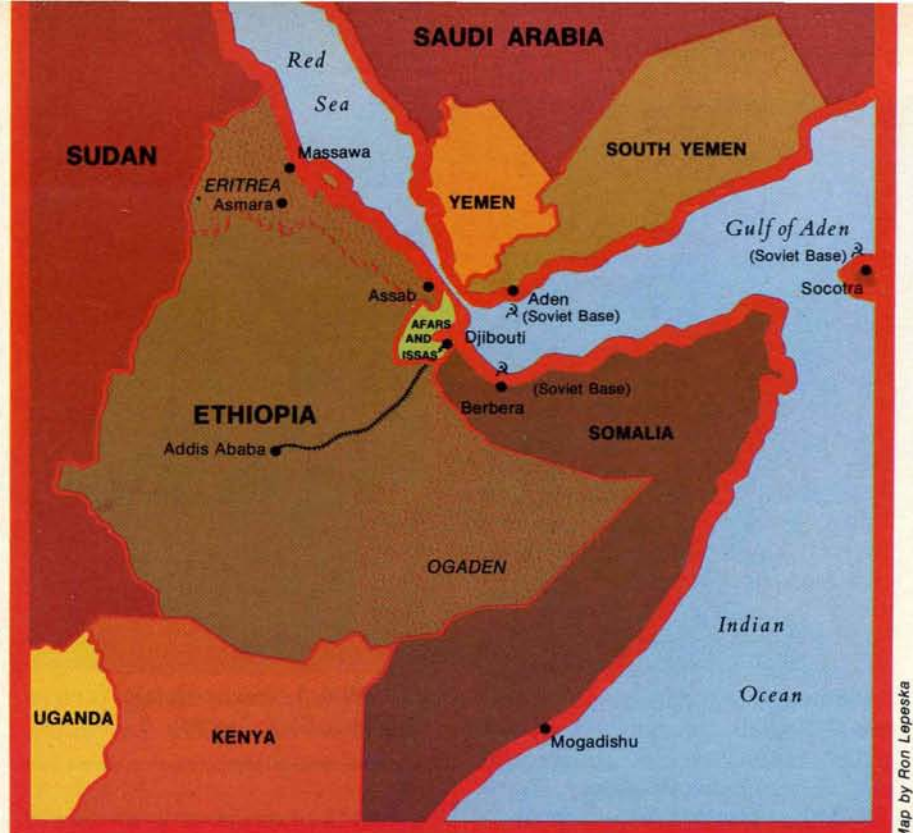 SAUDI ARABIA
Red
Sea
SUDAN
Massawa
SOUTH YEMEN
ERITREA
Asmara
YEMEN
Gulf of Aden
(Soviet Base)
Socotra
Assab
Aden
(Soviet Base)
AFARS
AND
ISSAS
Djibouti
(Soviet Base)
Berbera
ETHIOPIA
SOMALIA
Addis Ababa
OGADEN
Indian
Ocean
UGANDA
KENYA
Mogadishu
Map by Ron Lepeska